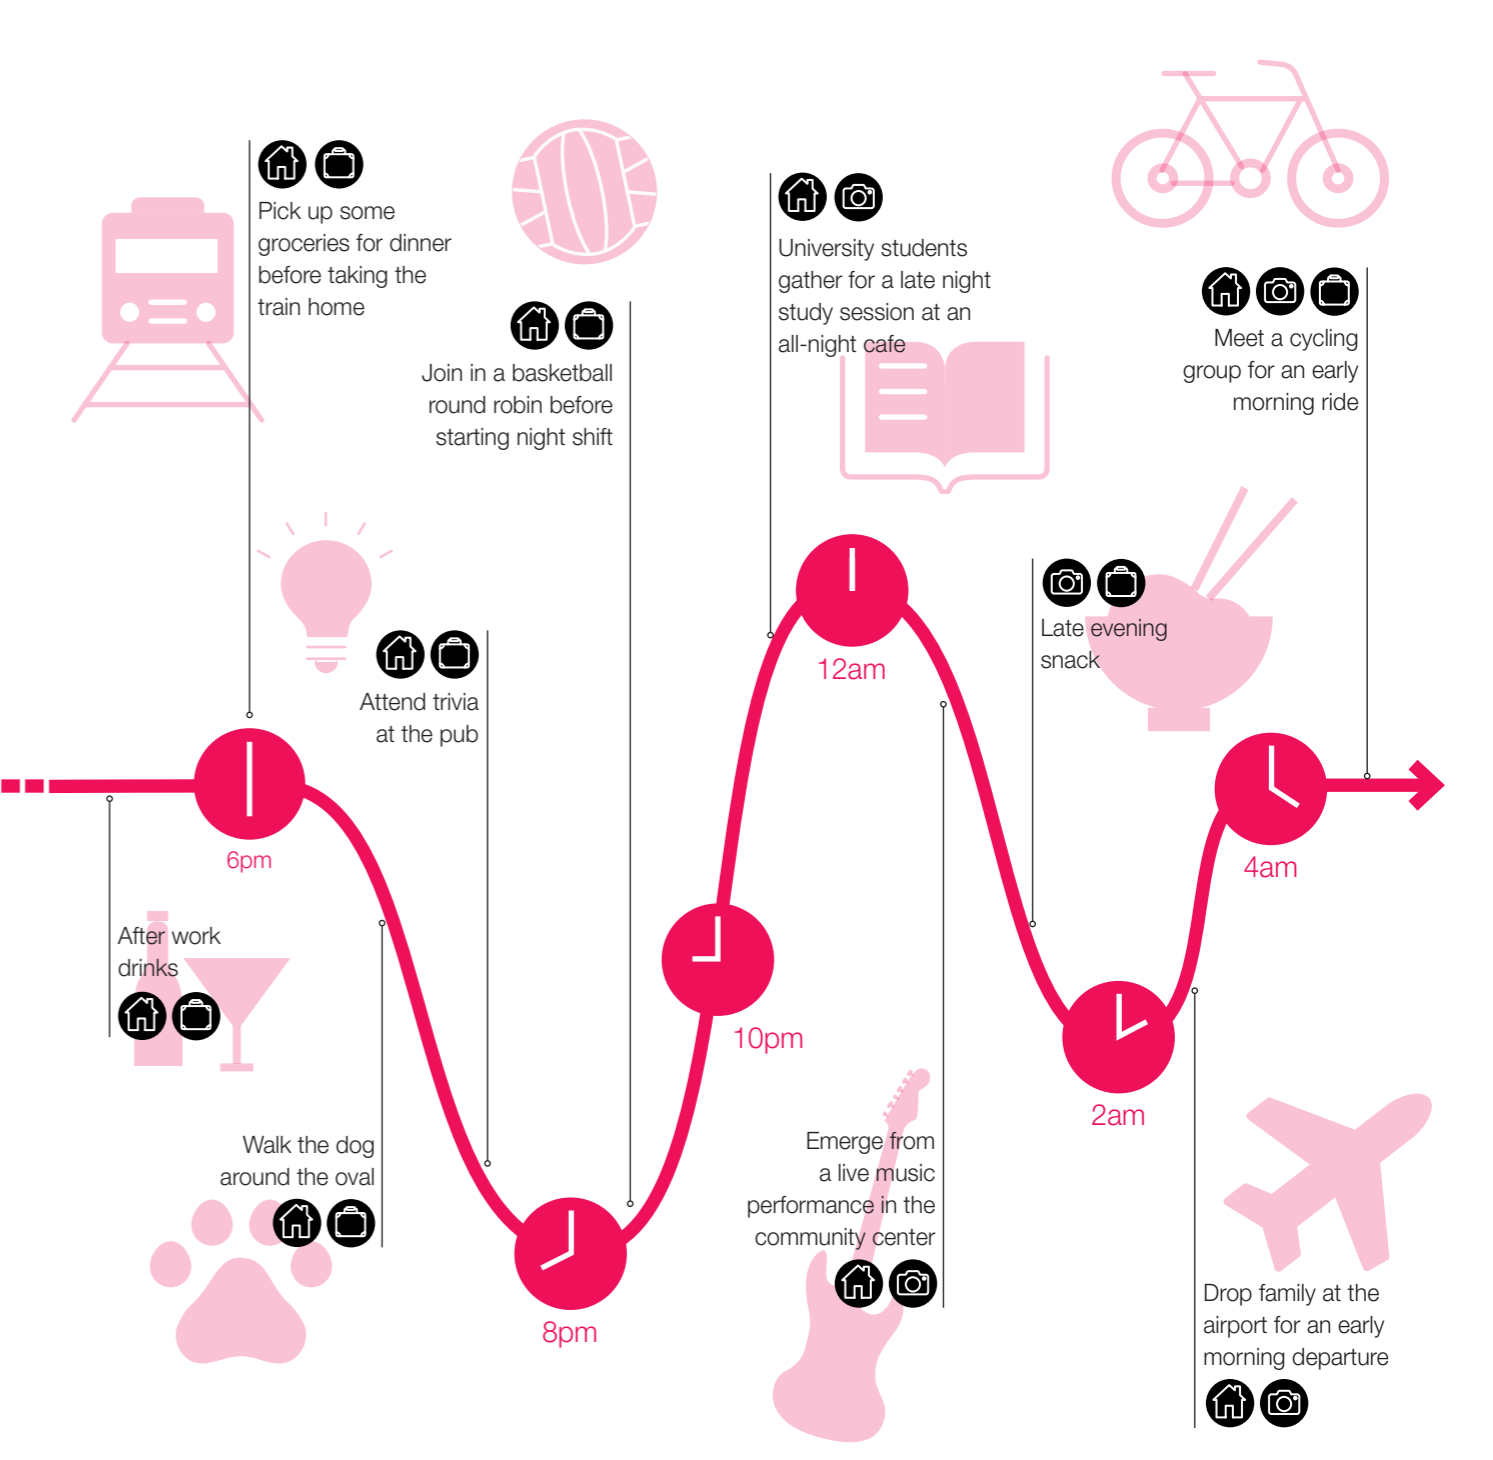 Pick up some
groceries for dinner
before taking the
train home
Join in a basketball
round robin before
starting night shift
University students
gather for a late night
study session at an
all-night cafe
Meet a cycling
group for an early
morning ride
Attend trivia
at the pub
Late evening
snack
12am
6pm
4am
After work
drinks
10pm
2am
Walk the dog
around the oval
Emerge from
a live music
performance in the
community center
8pm
Drop family at the
airport for an early
morning departure